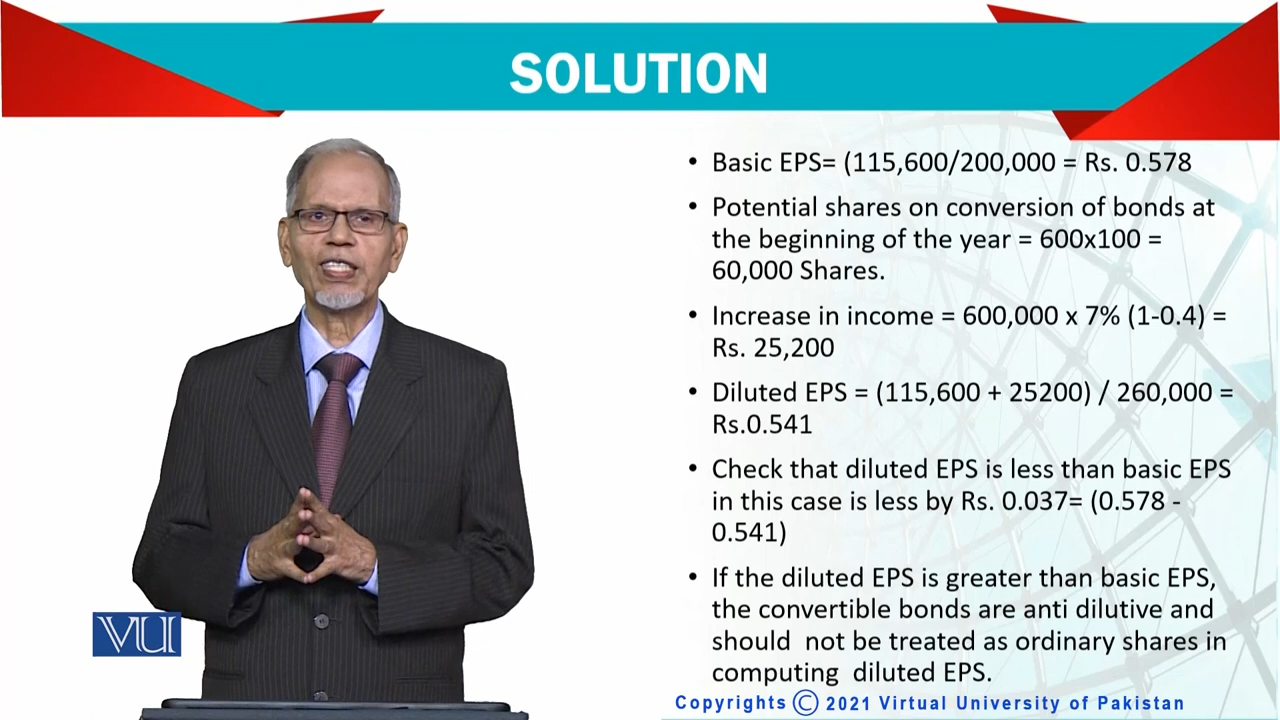 SOLUTION
• Basic EPS= (115,600/200,000 = Rs. 0.578
• Potential shares on conversion of bonds at
the beginning of the year = 600x100 =
60,000 Shares.
• Increase in income = 600,000 x 7% (1-0.4) =
Rs. 25,200
• Diluted EPS = (115,600 + 25200) / 260,000 =
Rs.0.541
• Check that diluted EPS is less than basic EPS
in this case is less by Rs. 0.037= (0.578 -
0.541)
• If the diluted EPS is greater than basic EPS,
the convertible bonds are anti dilutive and
should  not be treated as ordinary shares in
computing  diluted EPS.
VU
Copyrights © 2021 Virtual University of Pakistan